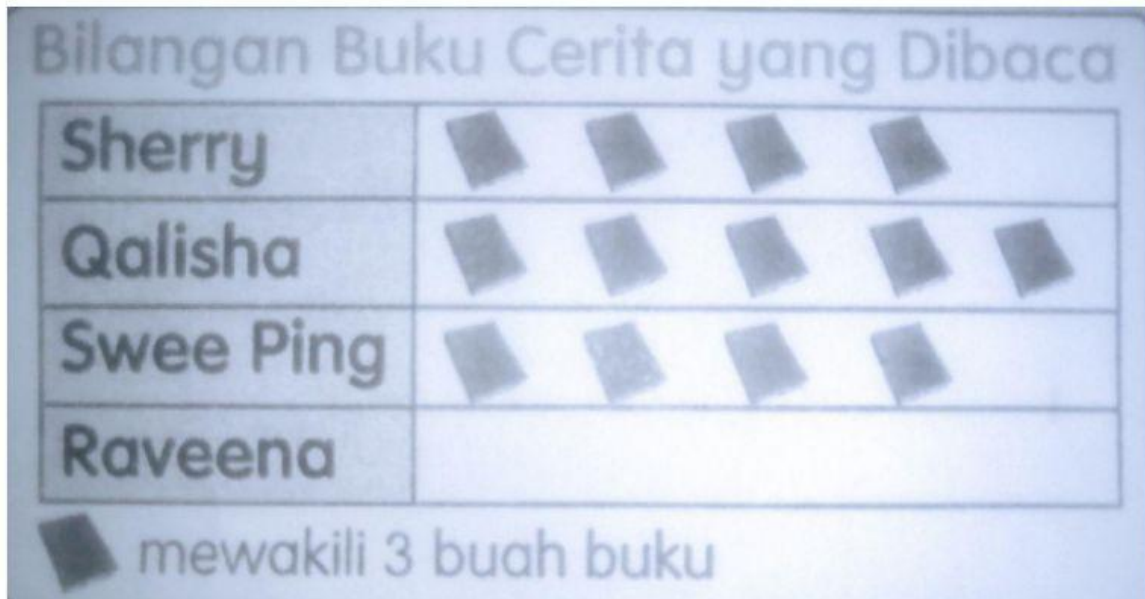 Bilangan Buku Cerita yang Dibaca
Sherry
Qalisha
Swee Ping
Raveena
mewakili 3 buah buku